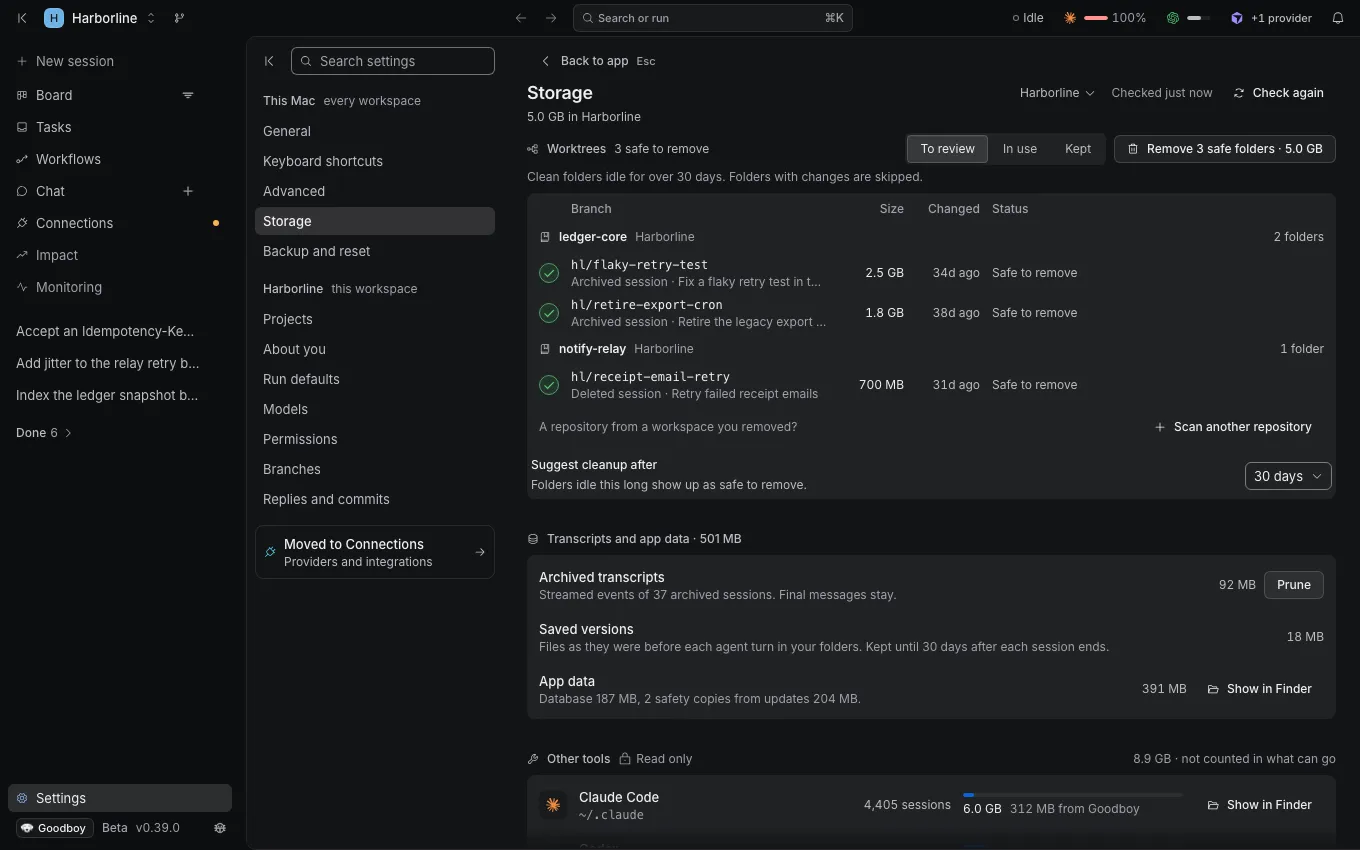 H Harborline
Search or run ⌘K
Idle
100%
+1 provider
New session
Board
Tasks
Workflows
Chat
Connections
Impact
Monitoring
Accept an Idempotency-Ke...
Add jitter to the relay retry b...
Index the ledger snapshot b...
Done 6
Settings
Goodboy Beta v0.39.0
Search settings
This Mac every workspace
General
Keyboard shortcuts
Advanced
Storage
Backup and reset
Harborline this workspace
Projects
About you
Run defaults
Models
Permissions
Branches
Replies and commits
Moved to Connections
Providers and integrations
Back to app Esc
Storage
Harborline Checked just now Check again
5.0 GB in Harborline
Worktrees 3 safe to remove
To review In use Kept
Remove 3 safe folders · 5.0 GB
Clean folders idle for over 30 days. Folders with changes are skipped.
Branch Size Changed Status
ledger-core Harborline 2 folders
hl/flaky-retry-test
Archived session · Fix a flaky retry test in t...
2.5 GB 34d ago Safe to remove
hl/retire-export-cron
Archived session · Retire the legacy export ...
1.8 GB 38d ago Safe to remove
notify-relay Harborline 1 folder
hl/receipt-email-retry
Deleted session · Retry failed receipt emails
700 MB 31d ago Safe to remove
A repository from a workspace you removed? Scan another repository
Suggest cleanup after
Folders idle this long show up as safe to remove.
30 days
Transcripts and app data · 501 MB
Archived transcripts
Streamed events of 37 archived sessions. Final messages stay.
92 MB Prune
Saved versions
Files as they were before each agent turn in your folders. Kept until 30 days after each session ends.
18 MB
App data
Database 187 MB, 2 safety copies from updates 204 MB.
391 MB Show in Finder
Other tools Read only 8.9 GB · not counted in what can go
Claude Code
~/.claude
4,405 sessions
6.0 GB 312 MB from Goodboy
Show in Finder